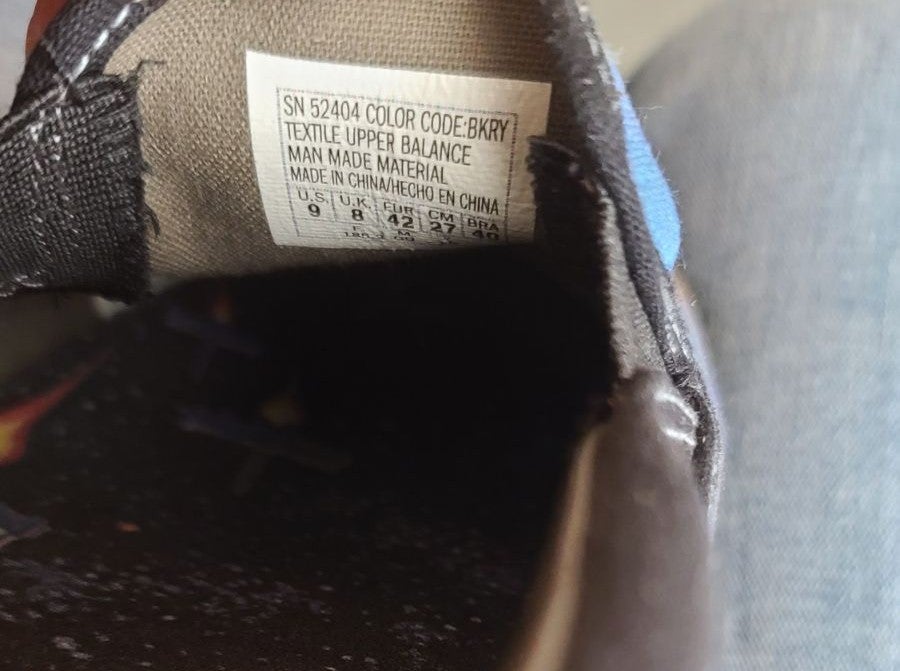 SN 52404 COLOR CODE:BKRY
TEXTILE UPPER BALANCE
MAN MADE MATERIAL
MADE IN CHINA/HECHO EN CHINA
U.S. U.K. EUR CM BRA
9 8 42 27 40